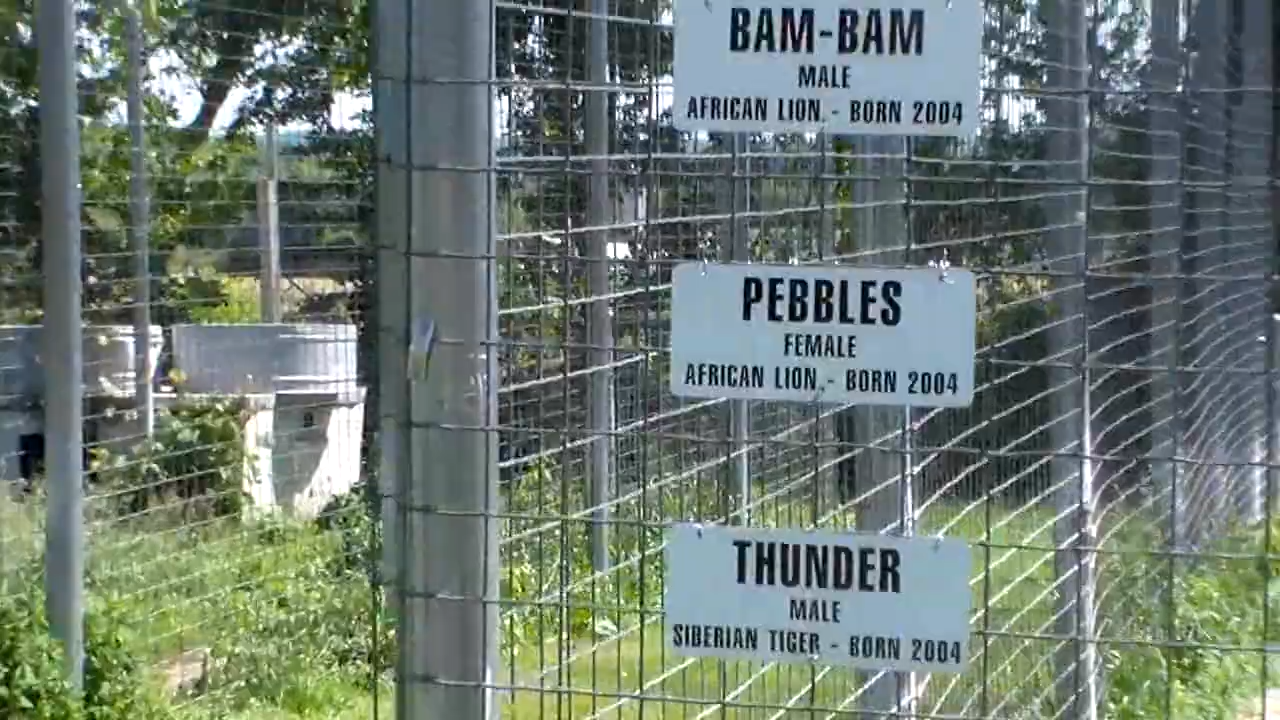 BAM-BAM
MALE
AFRICAN LION. - BORN 2004
PEBBLES
FEMALE
AFRICAN LION. - BORN 2004
THUNDER
MALE
SIBERIAN TIGER - BORN 2004